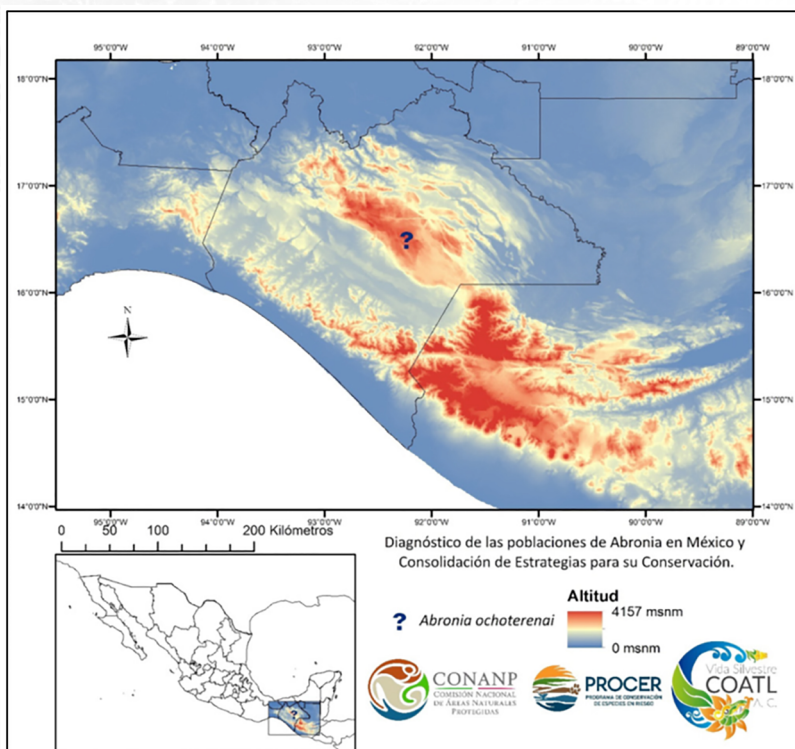 95°0'0"W 94°0'0"W 93°0'0"W 92°0'0"W 91°0'0"W 90°0'0"W 89°0'0"W
18°0'0"N 18°0'0"N
17°0'0"N 17°0'0"N
?
16°0'0"N 16°0'0"N
N
15°0'0"N 15°0'0"N
14°0'0"N 14°0'0"N
95°0'0"W 94°0'0"W 93°0'0"W 92°0'0"W 91°0'0"W 90°0'0"W 89°0'0"W
0 50 100 200 Kilómetros
Diagnóstico de las poblaciones de Abronia en México y
Consolidación de Estrategias para su Conservación.
Altitud
? Abronia ochoterenai
4157 msnm
0 msnm
CONANP
COMISIÓN NACIONAL
DE ÁREAS NATURALES
PROTEGIDAS
PROCER
PROGRAMA DE CONSERVACIÓN
DE ESPECIES EN RIESGO
Vida Silvestre
COATL
A. C.
?